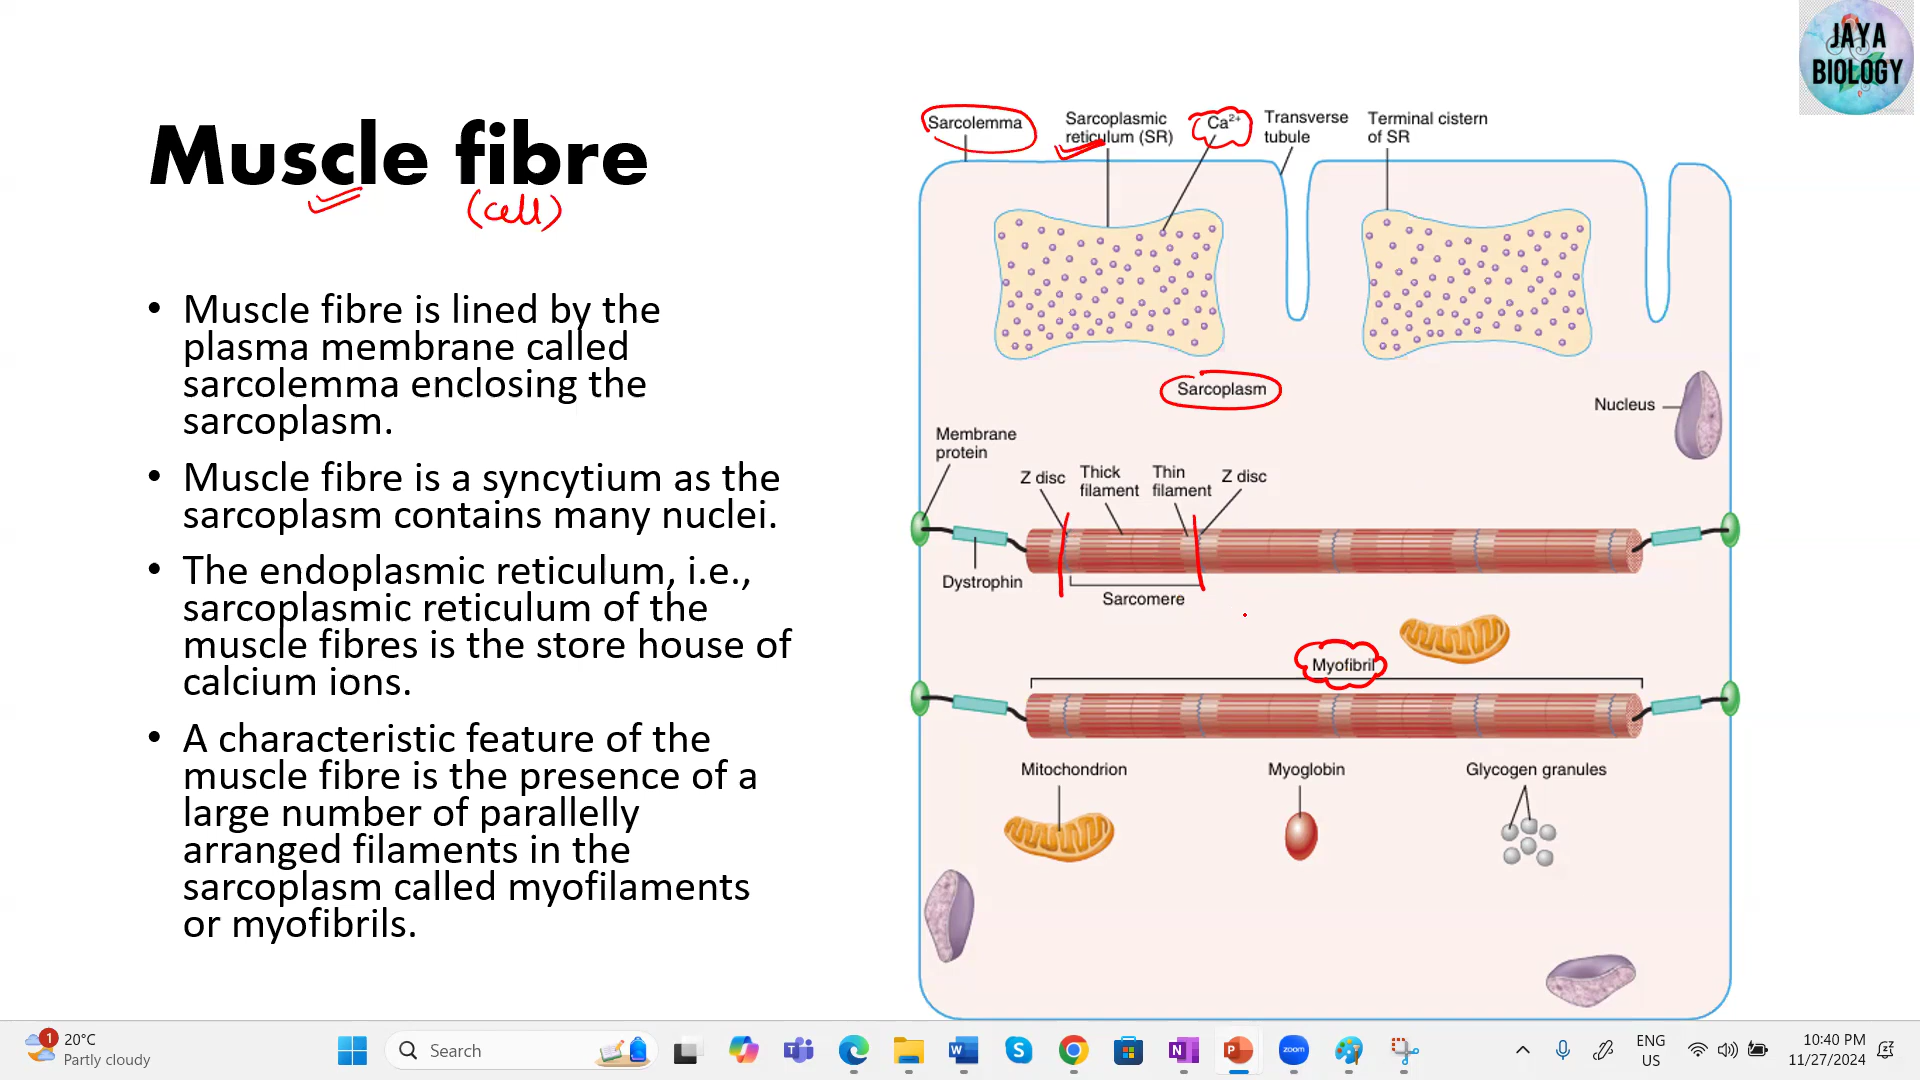 JAYA
BIOLOGY
Muscle fibre
(cell)
• Muscle fibre is lined by the
plasma membrane called
sarcolemma enclosing the
sarcoplasm.
• Muscle fibre is a syncytium as the
sarcoplasm contains many nuclei.
• The endoplasmic reticulum, i.e.,
sarcoplasmic reticulum of the
muscle fibres is the store house of
calcium ions.
• A characteristic feature of the
muscle fibre is the presence of a
large number of parallelly
arranged filaments in the
sarcoplasm called myofilaments
or myofibrils.
Sarcolemma
Sarcoplasmic
reticulum (SR)
Ca²⁺
Transverse
tubule
Terminal cistern
of SR
Sarcoplasm
Nucleus
Membrane
protein
Z disc
Thick
filament
Thin
filament
Z disc
Dystrophin
Sarcomere
Myofibril
Mitochondrion
Myoglobin
Glycogen granules
1
20°C
Partly cloudy
Search
zoom
ENG
US
10:40 PM
11/27/2024